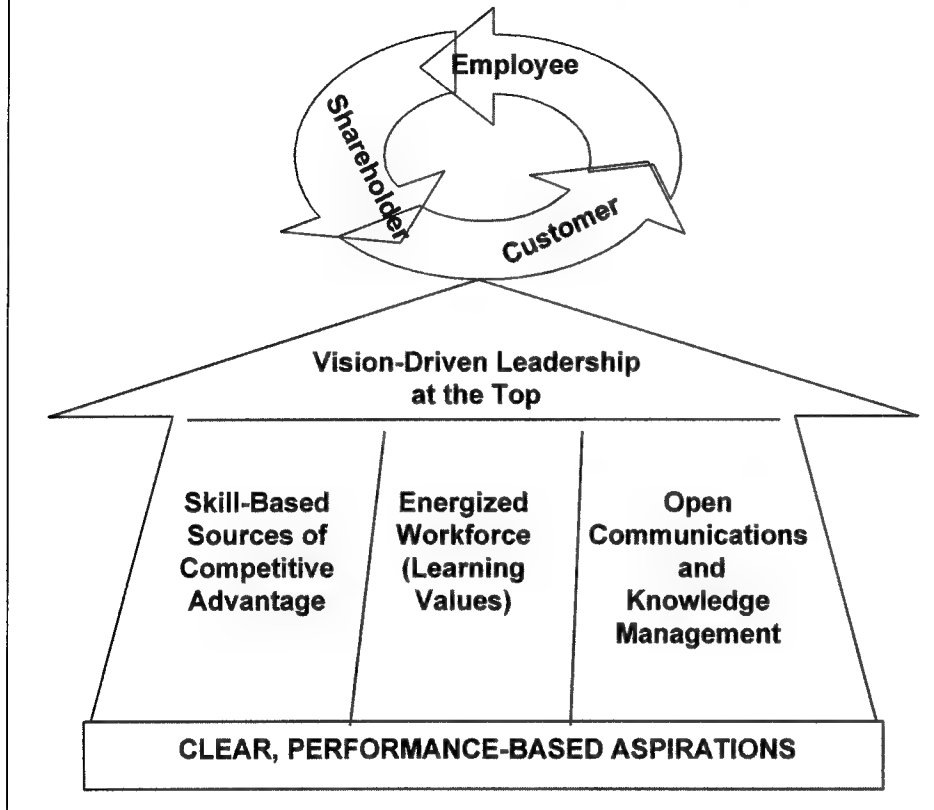 Employee
Shareholder
Customer
Vision-Driven Leadership
at the Top
Skill-Based
Sources of
Competitive
Advantage
Energized
Workforce
(Learning
Values)
Open
Communications
and
Knowledge
Management
CLEAR, PERFORMANCE-BASED ASPIRATIONS